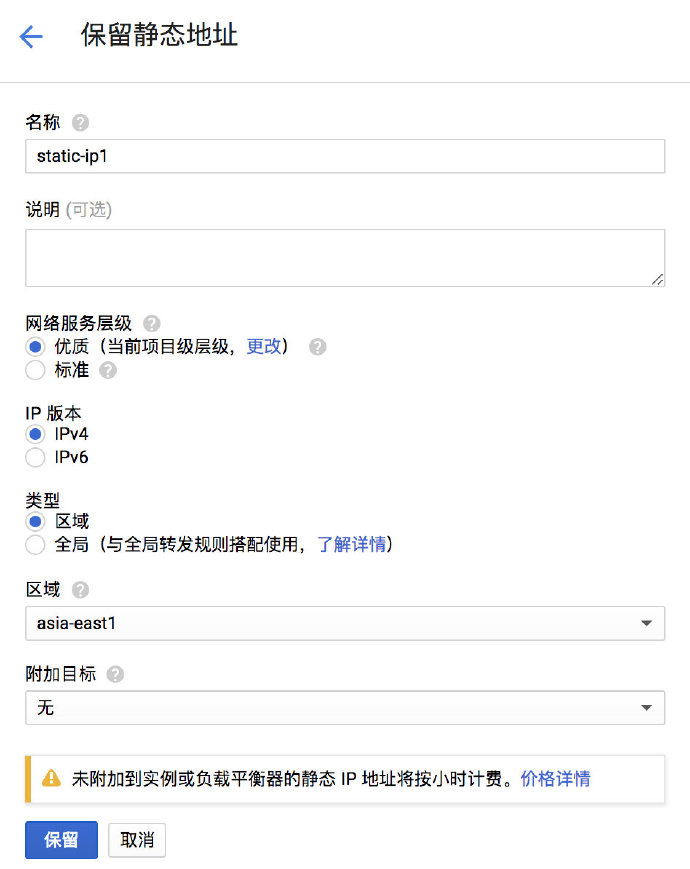 保留静态地址
名称
static-ip1
说明 (可选)
网络服务层级
优质（当前项目级层级，更改）
标准
IP 版本
IPv4
IPv6
类型
区域
全局（与全局转发规则搭配使用，了解详情）
区域
asia-east1
附加目标
无
未附加到实例或负载平衡器的静态 IP 地址将按小时计费。价格详情
保留 取消